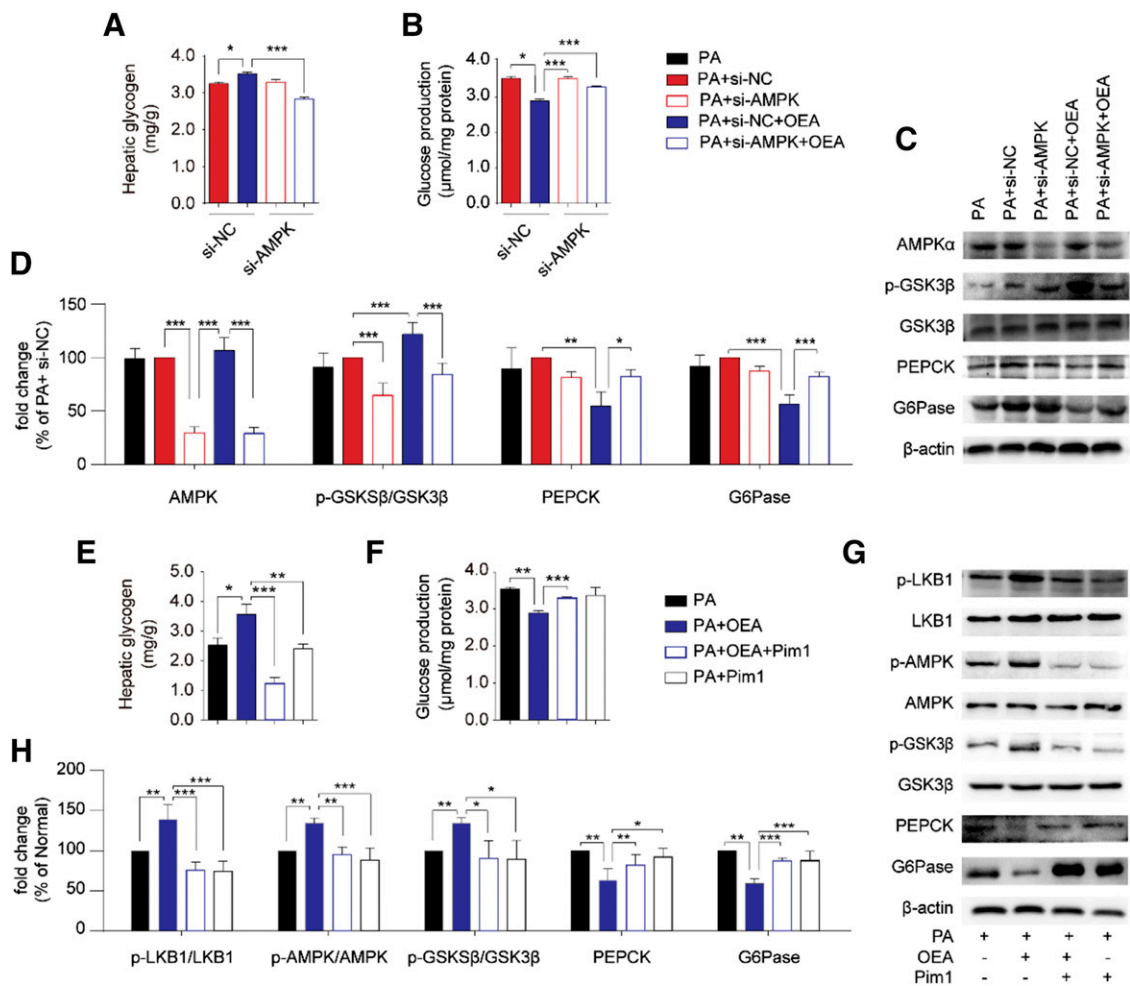 A
Hepatic glycogen
(mg/g)
4.0
3.0
2.0
1.0
0.0
*
***
si-NC
si-AMPK
B
Glucose production
(µmol/mg protein)
4.0
3.0
2.0
1.0
0.0
***
*
***
si-NC
si-AMPK
PA
PA+si-NC
PA+si-AMPK
PA+si-NC+OEA
PA+si-AMPK+OEA
C
PA
PA+si-NC
PA+si-AMPK
PA+si-NC+OEA
PA+si-AMPK+OEA
AMPKα
p-GSK3β
GSK3β
PEPCK
G6Pase
β-actin
D
fold change
(% of PA+ si-NC)
150
100
50
0
*** *** ***
*** *** ***
** *
*** ***
AMPK
p-GSKSβ/GSK3β
PEPCK
G6Pase
E
Hepatic glycogen
(mg/g)
5.0
4.0
3.0
2.0
1.0
0.0
**
* ***
F
Glucose production
(µmol/mg protein)
4.0
3.0
2.0
1.0
0.0
** ***
PA
PA+OEA
PA+OEA+Pim1
PA+Pim1
G
p-LKB1
LKB1
p-AMPK
AMPK
p-GSK3β
GSK3β
PEPCK
G6Pase
β-actin
PA + + + +
OEA - + + -
Pim1 - - + +
H
fold change
(% of Normal)
200
150
100
50
0
***
** ***
***
** **
*
** *
*
** **
***
** ***
p-LKB1/LKB1
p-AMPK/AMPK
p-GSKSβ/GSK3β
PEPCK
G6Pase